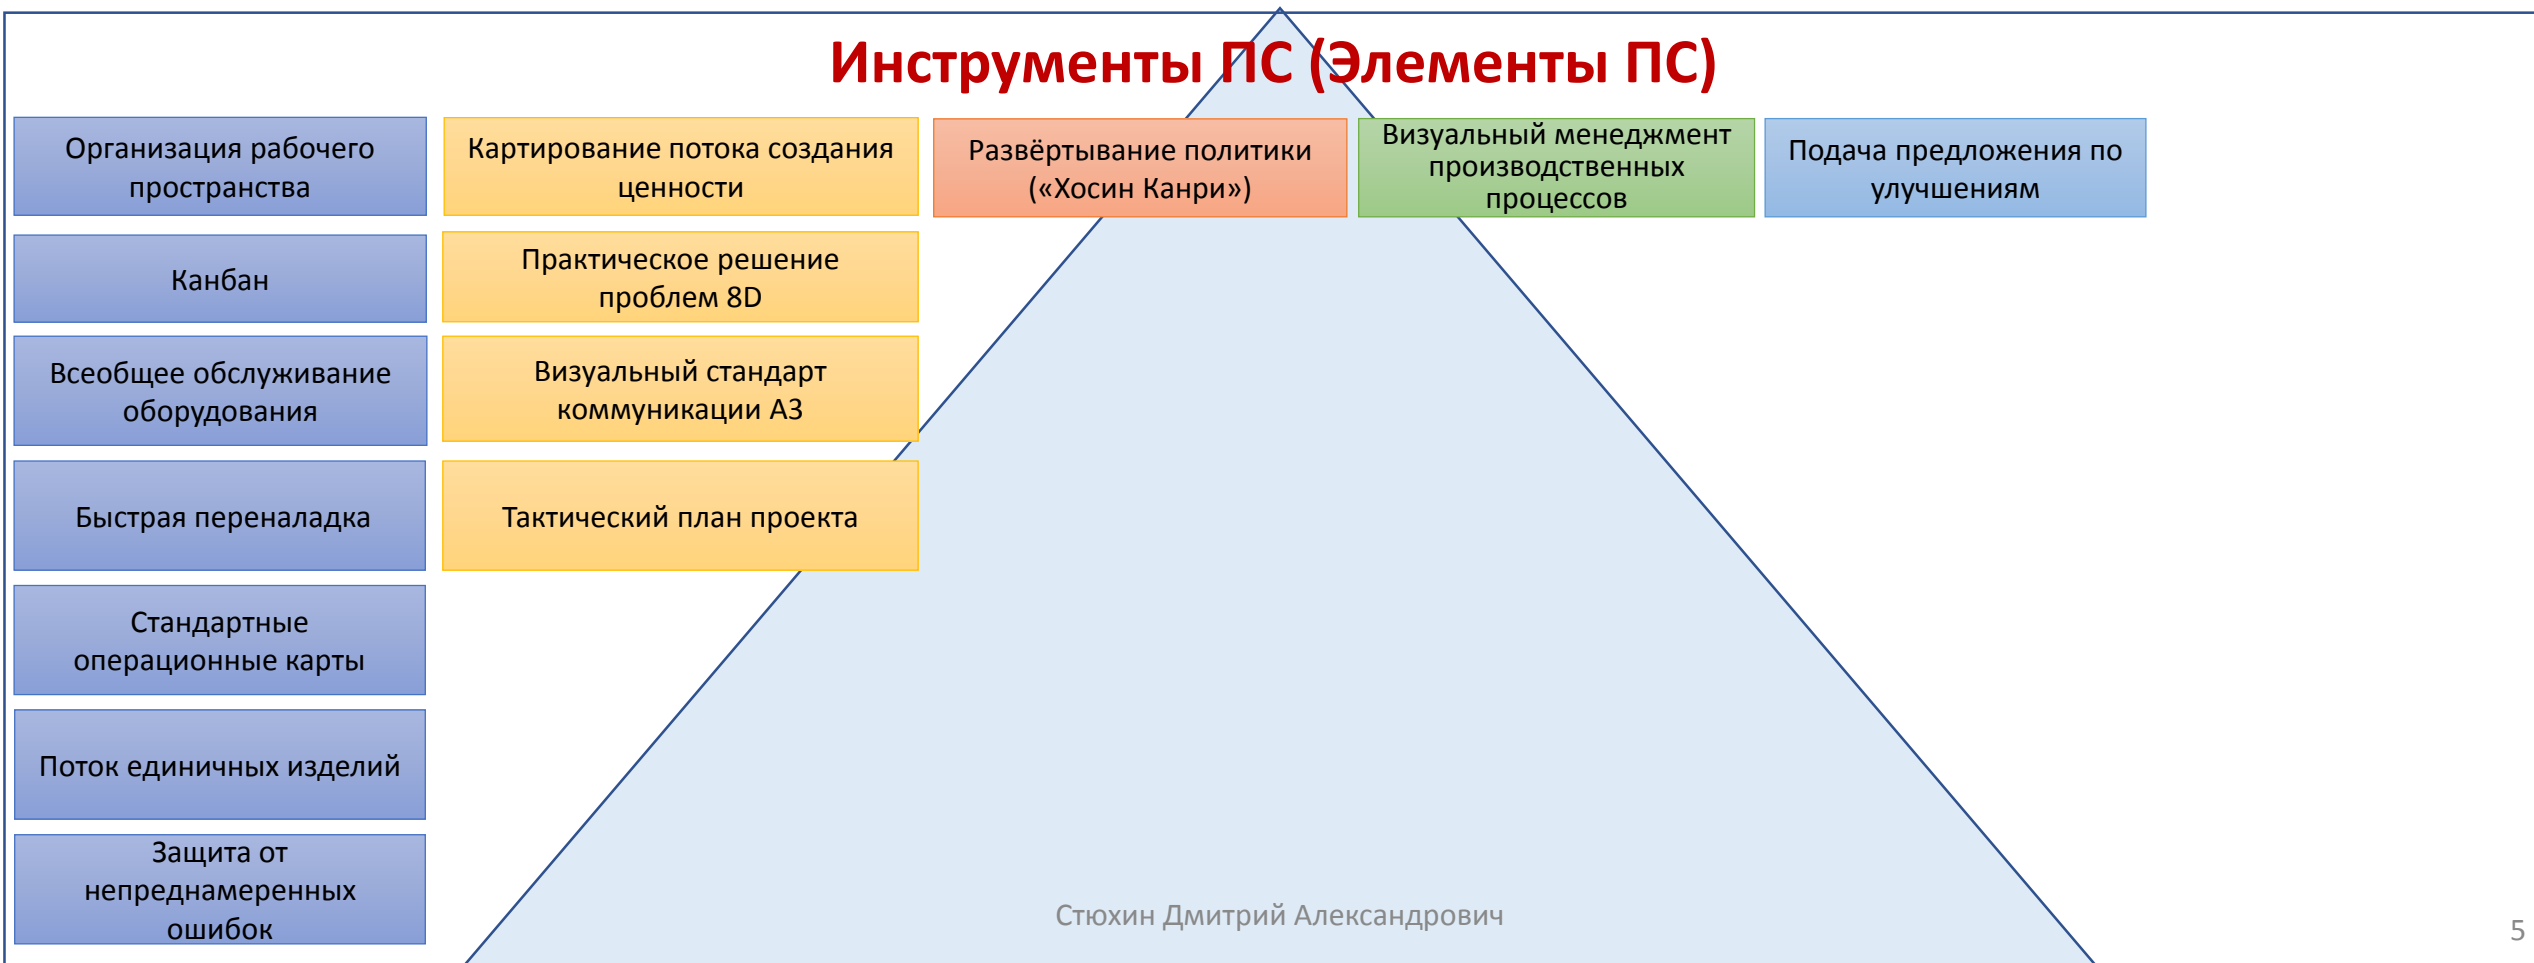 Инструменты ПС (Элементы ПС)
Организация рабочего
пространства
Картирование потока создания
ценности
Развёртывание политики
(«Хосин Канри»)
Визуальный менеджмент
производственных
процессов
Подача предложения по
улучшениям
Канбан
Практическое решение
проблем 8D
Всеобщее обслуживание
оборудования
Визуальный стандарт
коммуникации А3
Быстрая переналадка
Тактический план проекта
Стандартные
операционные карты
Поток единичных изделий
Защита от
непреднамеренных
ошибок
Стюхин Дмитрий Александрович
5